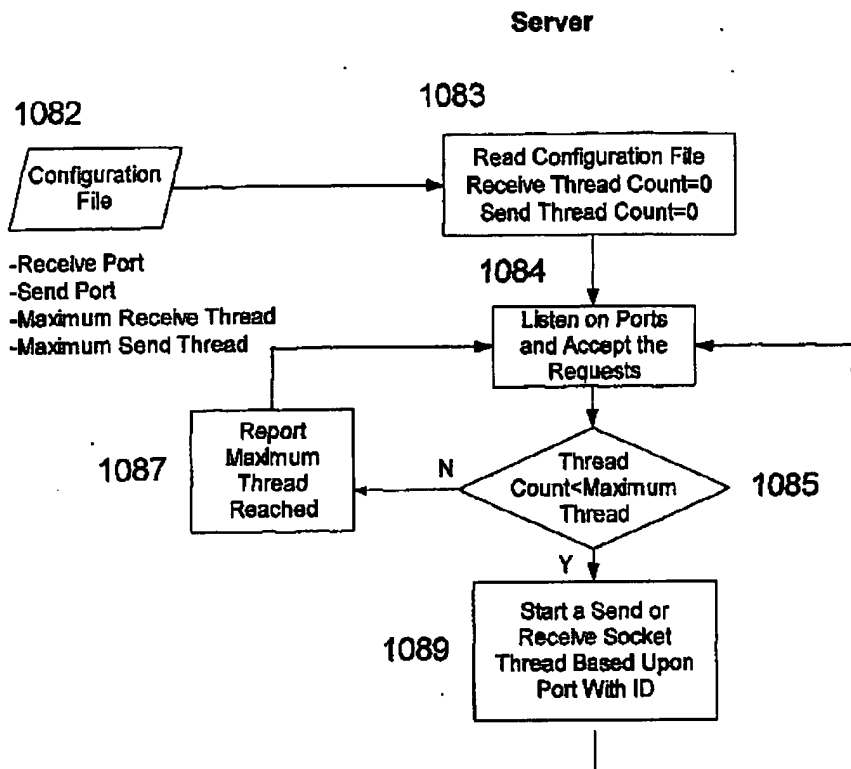 Server
1082
1083
Configuration
File
Read Configuration File
Receive Thread Count=0
Send Thread Count=0
-Receive Port
-Send Port
-Maximum Receive Thread
-Maximum Send Thread
1084
Listen on Ports
and Accept the
Requests
1087
Report
Maximum
Thread
Reached
N
Thread
Count<Maximum
Thread
1085
Y
1089
Start a Send or
Receive Socket
Thread Based Upon
Port With ID